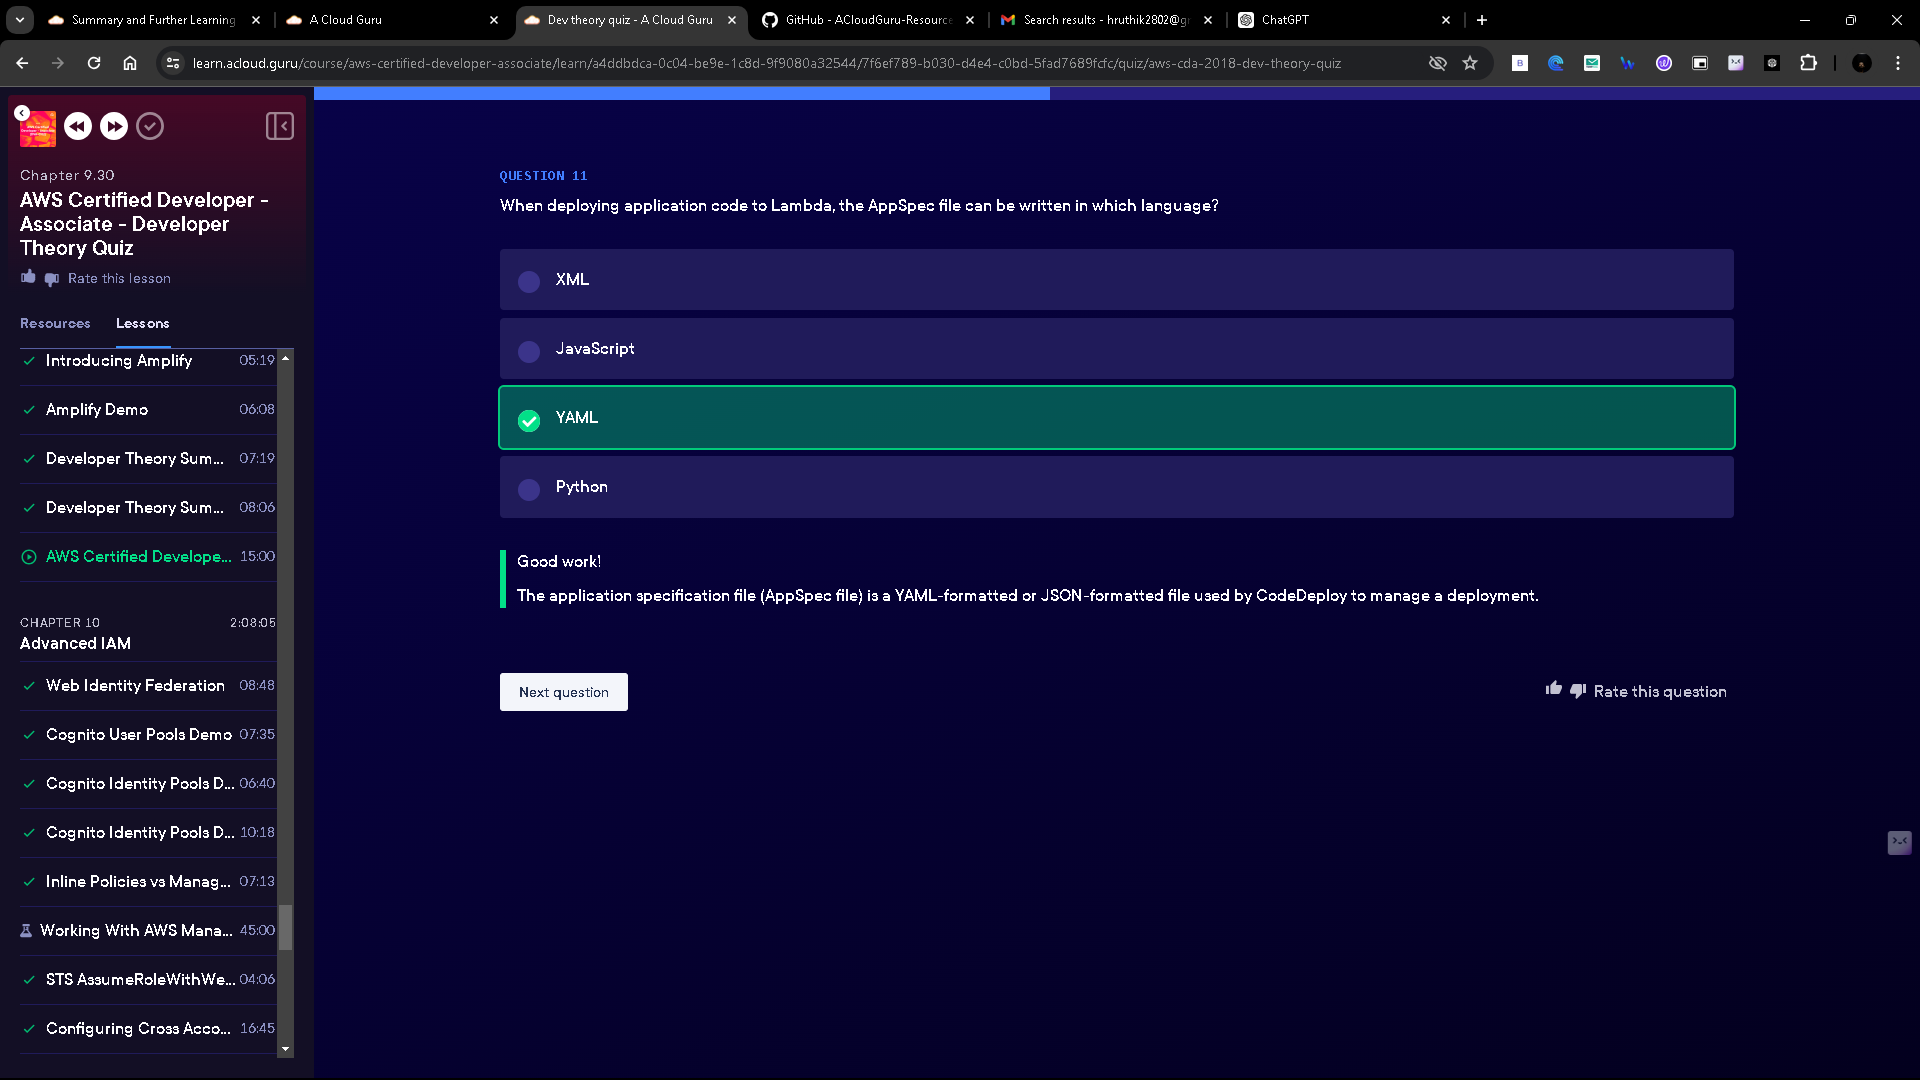 Summary and Further Learning
A Cloud Guru
Dev theory quiz - A Cloud Guru
GitHub - ACloudGuru-Resource
Search results - hruthik2802@gr
ChatGPT
learn.acloud.guru/course/aws-certified-developer-associate/learn/a4ddbdca-0c04-be9e-1c8d-9f9080a32544/7f6ef789-b030-d4e4-c0bd-5fad7689fcfc/quiz/aws-cda-2018-dev-theory-quiz
Chapter 9.30
AWS Certified Developer -
Associate - Developer
Theory Quiz
Rate this lesson
Resources
Lessons
Introducing Amplify 05:19
Amplify Demo 06:08
Developer Theory Sum... 07:19
Developer Theory Sum... 08:06
AWS Certified Develope... 15:00
CHAPTER 10 2:08:05
Advanced IAM
Web Identity Federation 08:48
Cognito User Pools Demo 07:35
Cognito Identity Pools D... 06:40
Cognito Identity Pools D... 10:18
Inline Policies vs Manag... 07:13
Working With AWS Mana... 45:00
STS AssumeRoleWithWe... 04:06
Configuring Cross Acco... 16:45
QUESTION 11
When deploying application code to Lambda, the AppSpec file can be written in which language?
XML
JavaScript
YAML
Python
Good work!
The application specification file (AppSpec file) is a YAML-formatted or JSON-formatted file used by CodeDeploy to manage a deployment.
Next question
Rate this question